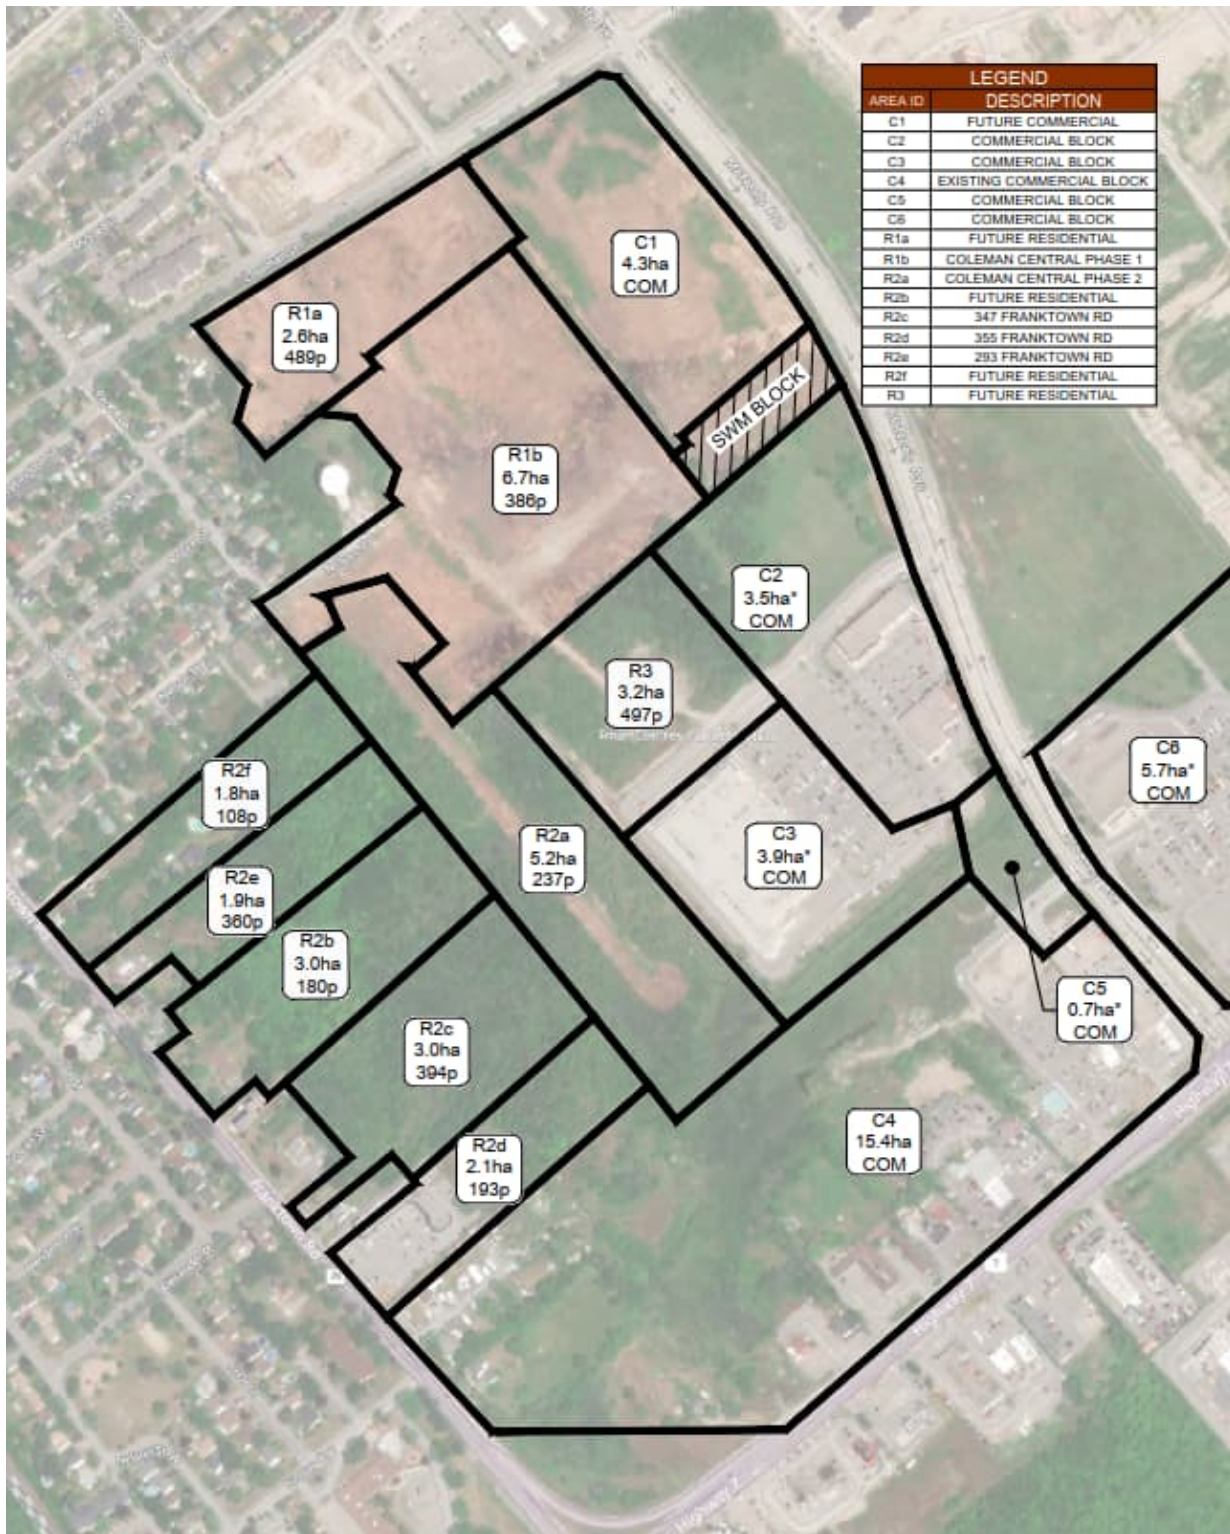 LEGEND
AREA ID DESCRIPTION
C1 FUTURE COMMERCIAL
C2 COMMERCIAL BLOCK
C3 COMMERCIAL BLOCK
C4 EXISTING COMMERCIAL BLOCK
C5 COMMERCIAL BLOCK
C6 COMMERCIAL BLOCK
R1a FUTURE RESIDENTIAL
R1b COLEMAN CENTRAL PHASE 1
R2a COLEMAN CENTRAL PHASE 2
R2b FUTURE RESIDENTIAL
R2c 347 FRANKTOWN RD
R2d 355 FRANKTOWN RD
R2e 293 FRANKTOWN RD
R2f FUTURE RESIDENTIAL
R3 FUTURE RESIDENTIAL
C1
4.3ha
COM
R1a
2.6ha
489p
SWM BLOCK
R1b
6.7ha
386p
C2
3.5ha*
COM
R3
3.2ha
497p
C6
5.7ha*
COM
R2f
1.8ha
108p
R2a
5.2ha
237p
C3
3.9ha*
COM
R2e
1.9ha
360p
R2b
3.0ha
180p
C5
0.7ha*
COM
R2c
3.0ha
394p
C4
15.4ha
COM
R2d
2.1ha
193p